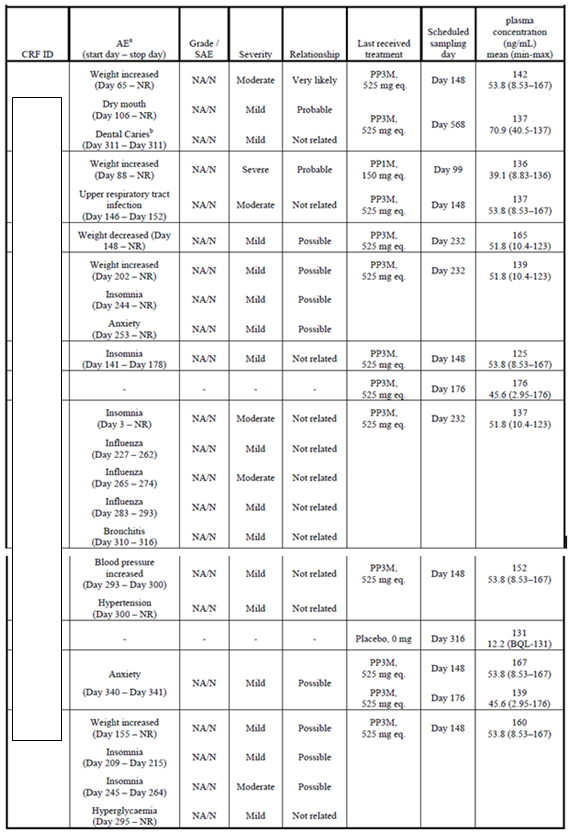 CRF ID AEa (start day – stop day) Grade / SAE Severity Relationship Last received treatment Scheduled sampling day plasma concentration (ng/mL) mean (min-max)
Weight increased NA/N Moderate Very likely PP3M, Day 148 142
(Day 65 – NR) 525 mg eq. 53.8 (8.53–167)
Dry mouth NA/N Mild Probable
(Day 106 – NR) PP3M, Day 568 137
Dental Cariesb NA/N Mild Not related 525 mg eq. 70.9 (40.5-137)
(Day 311 – Day 311)
Weight increased NA/N Severe Probable PP1M, Day 99 136
(Day 88 – NR) 150 mg eq. 39.1 (8.83-136)
Upper respiratory tract NA/N Moderate Not related PP3M, Day 148 137
infection 525 mg eq. 53.8 (8.53–167)
(Day 146 – Day 152)
Weight decreased (Day NA/N Mild Possible PP3M, Day 232 165
148 – NR) 525 mg eq. 51.8 (10.4-123)
Weight increased NA/N Mild Possible PP3M, Day 232 139
(Day 202 – NR) 525 mg eq. 51.8 (10.4-123)
Insomnia NA/N Mild Possible
(Day 244 – NR)
Anxiety NA/N Mild Possible
(Day 253 – NR)
Insomnia NA/N Mild Not related PP3M, Day 148 125
(Day 141 – Day 178) 525 mg eq. 53.8 (8.53–167)
- - - - PP3M, Day 176 176
525 mg eq. 45.6 (2.95-176)
Insomnia NA/N Moderate Not related PP3M, Day 232 137
(Day 3 – NR) 525 mg eq. 51.8 (10.4-123)
Influenza NA/N Mild Not related
(Day 227 – 262)
Influenza NA/N Moderate Not related
(Day 265 – 274)
Influenza NA/N Mild Not related
(Day 283 – 293)
Bronchitis NA/N Mild Not related
(Day 310 – 316)
Blood pressure NA/N Mild Not related PP3M, Day 148 152
increased 525 mg eq. 53.8 (8.53–167)
(Day 293 – Day 300)
Hypertension NA/N Mild Not related
(Day 300 – NR)
- - - - Placebo, 0 mg Day 316 131
12.2 (BQL-131)
Anxiety NA/N Mild Possible PP3M, Day 148 167
(Day 340 – Day 341) 525 mg eq. 53.8 (8.53–167)
PP3M, Day 176 139
525 mg eq. 45.6 (2.95-176)
Weight increased NA/N Mild Possible PP3M, Day 148 160
(Day 155 – NR) 525 mg eq. 53.8 (8.53–167)
Insomnia NA/N Mild Possible
(Day 209 – Day 215)
Insomnia NA/N Moderate Possible
(Day 245 – Day 264)
Hyperglycaemia NA/N Mild Not related
(Day 295 – NR)